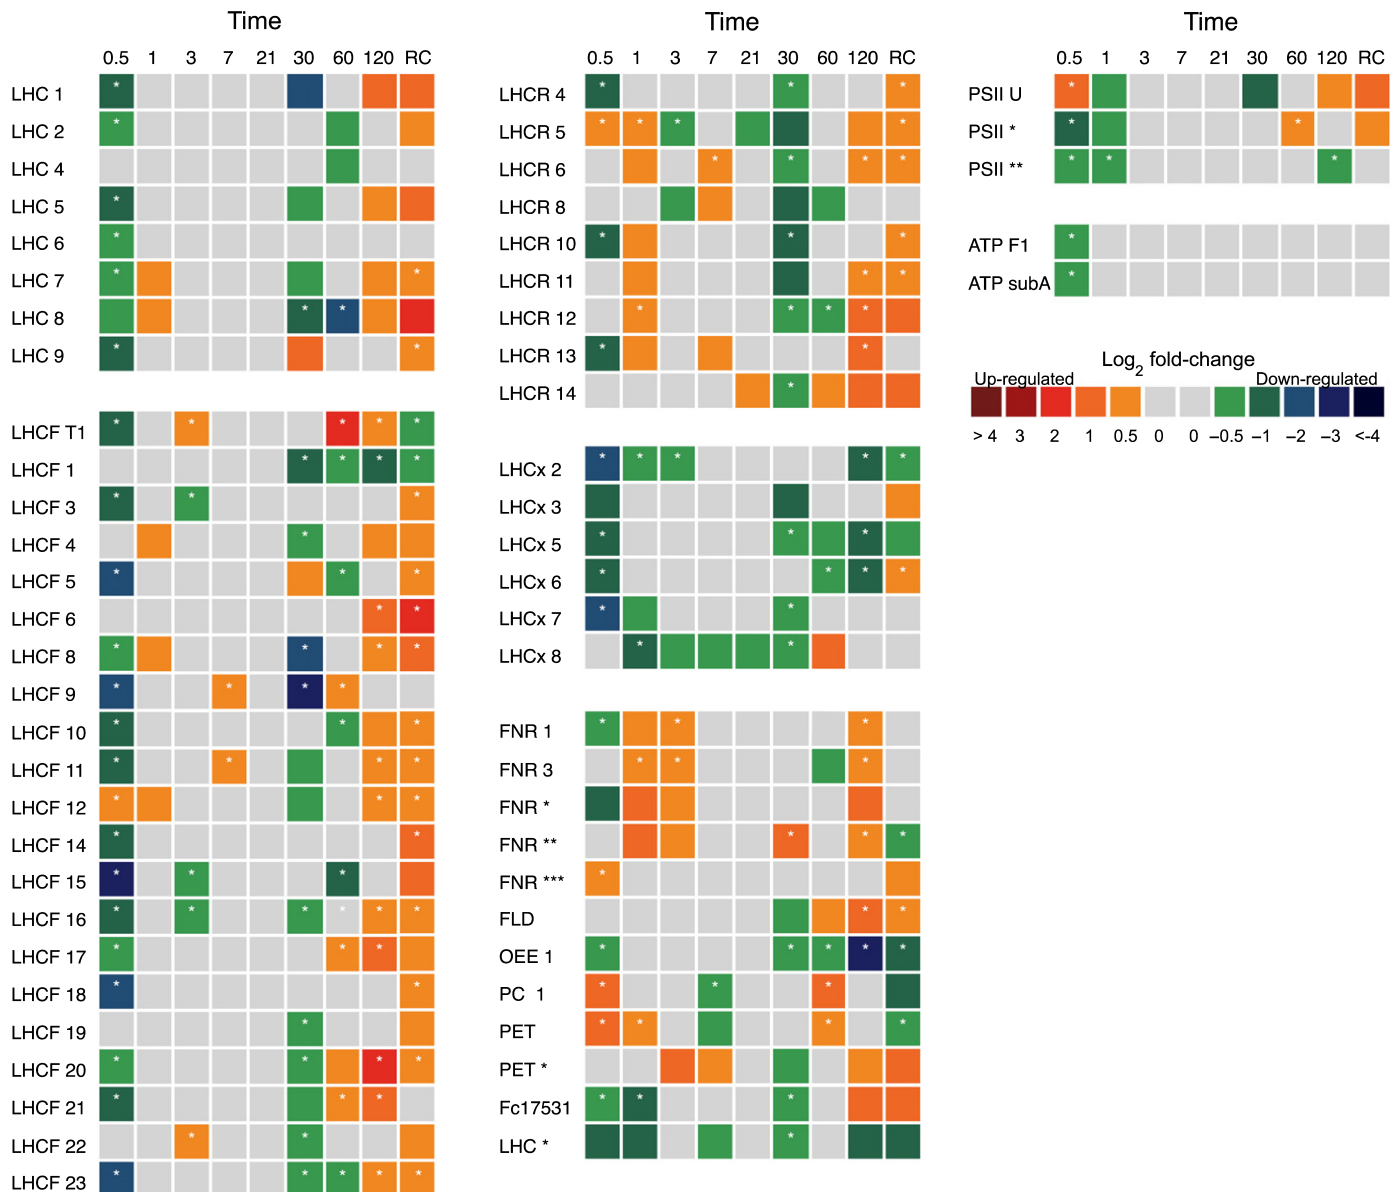 Time
0.5 1 3 7 21 30 60 120 RC
LHC 1 * 
LHC 2 *
LHC 4
LHC 5 *
LHC 6 *
LHC 7 * *
LHC 8 * *
LHC 9 * *
LHCF T1 * * * * *
LHCF 1 * * * *
LHCF 3 * * *
LHCF 4 *
LHCF 5 * * *
LHCF 6 * *
LHCF 8 * * * *
LHCF 9 * * * *
LHCF 10 * * *
LHCF 11 * * * *
LHCF 12 * * *
LHCF 14 * *
LHCF 15 * * *
LHCF 16 * * * * * *
LHCF 17 * * *
LHCF 18 * *
LHCF 19 *
LHCF 20 * * * *
LHCF 21 * * *
LHCF 22 * *
LHCF 23 * * * * *
Time
0.5 1 3 7 21 30 60 120 RC
LHCR 4 * * *
LHCR 5 * * * *
LHCR 6 * * * *
LHCR 8
LHCR 10 * * *
LHCR 11 * *
LHCR 12 * * * *
LHCR 13 * *
LHCR 14 *
LHCx 2 * * * * *
LHCx 3
LHCx 5 * * *
LHCx 6 * * * *
LHCx 7 * *
LHCx 8 * *
FNR 1 * * *
FNR 3 * * *
FNR *
FNR ** * * *
FNR *** *
FLD * *
OEE 1 * * * * *
PC 1 * * *
PET * * * *
PET *
Fc17531 * * *
LHC * *
Time
0.5 1 3 7 21 30 60 120 RC
PSII U *
PSII * * *
PSII ** * * *
ATP F1 *
ATP subA *
Log2 fold-change
Up-regulated Down-regulated
> 4 3 2 1 0.5 0 0 −0.5 −1 −2 −3 <-4